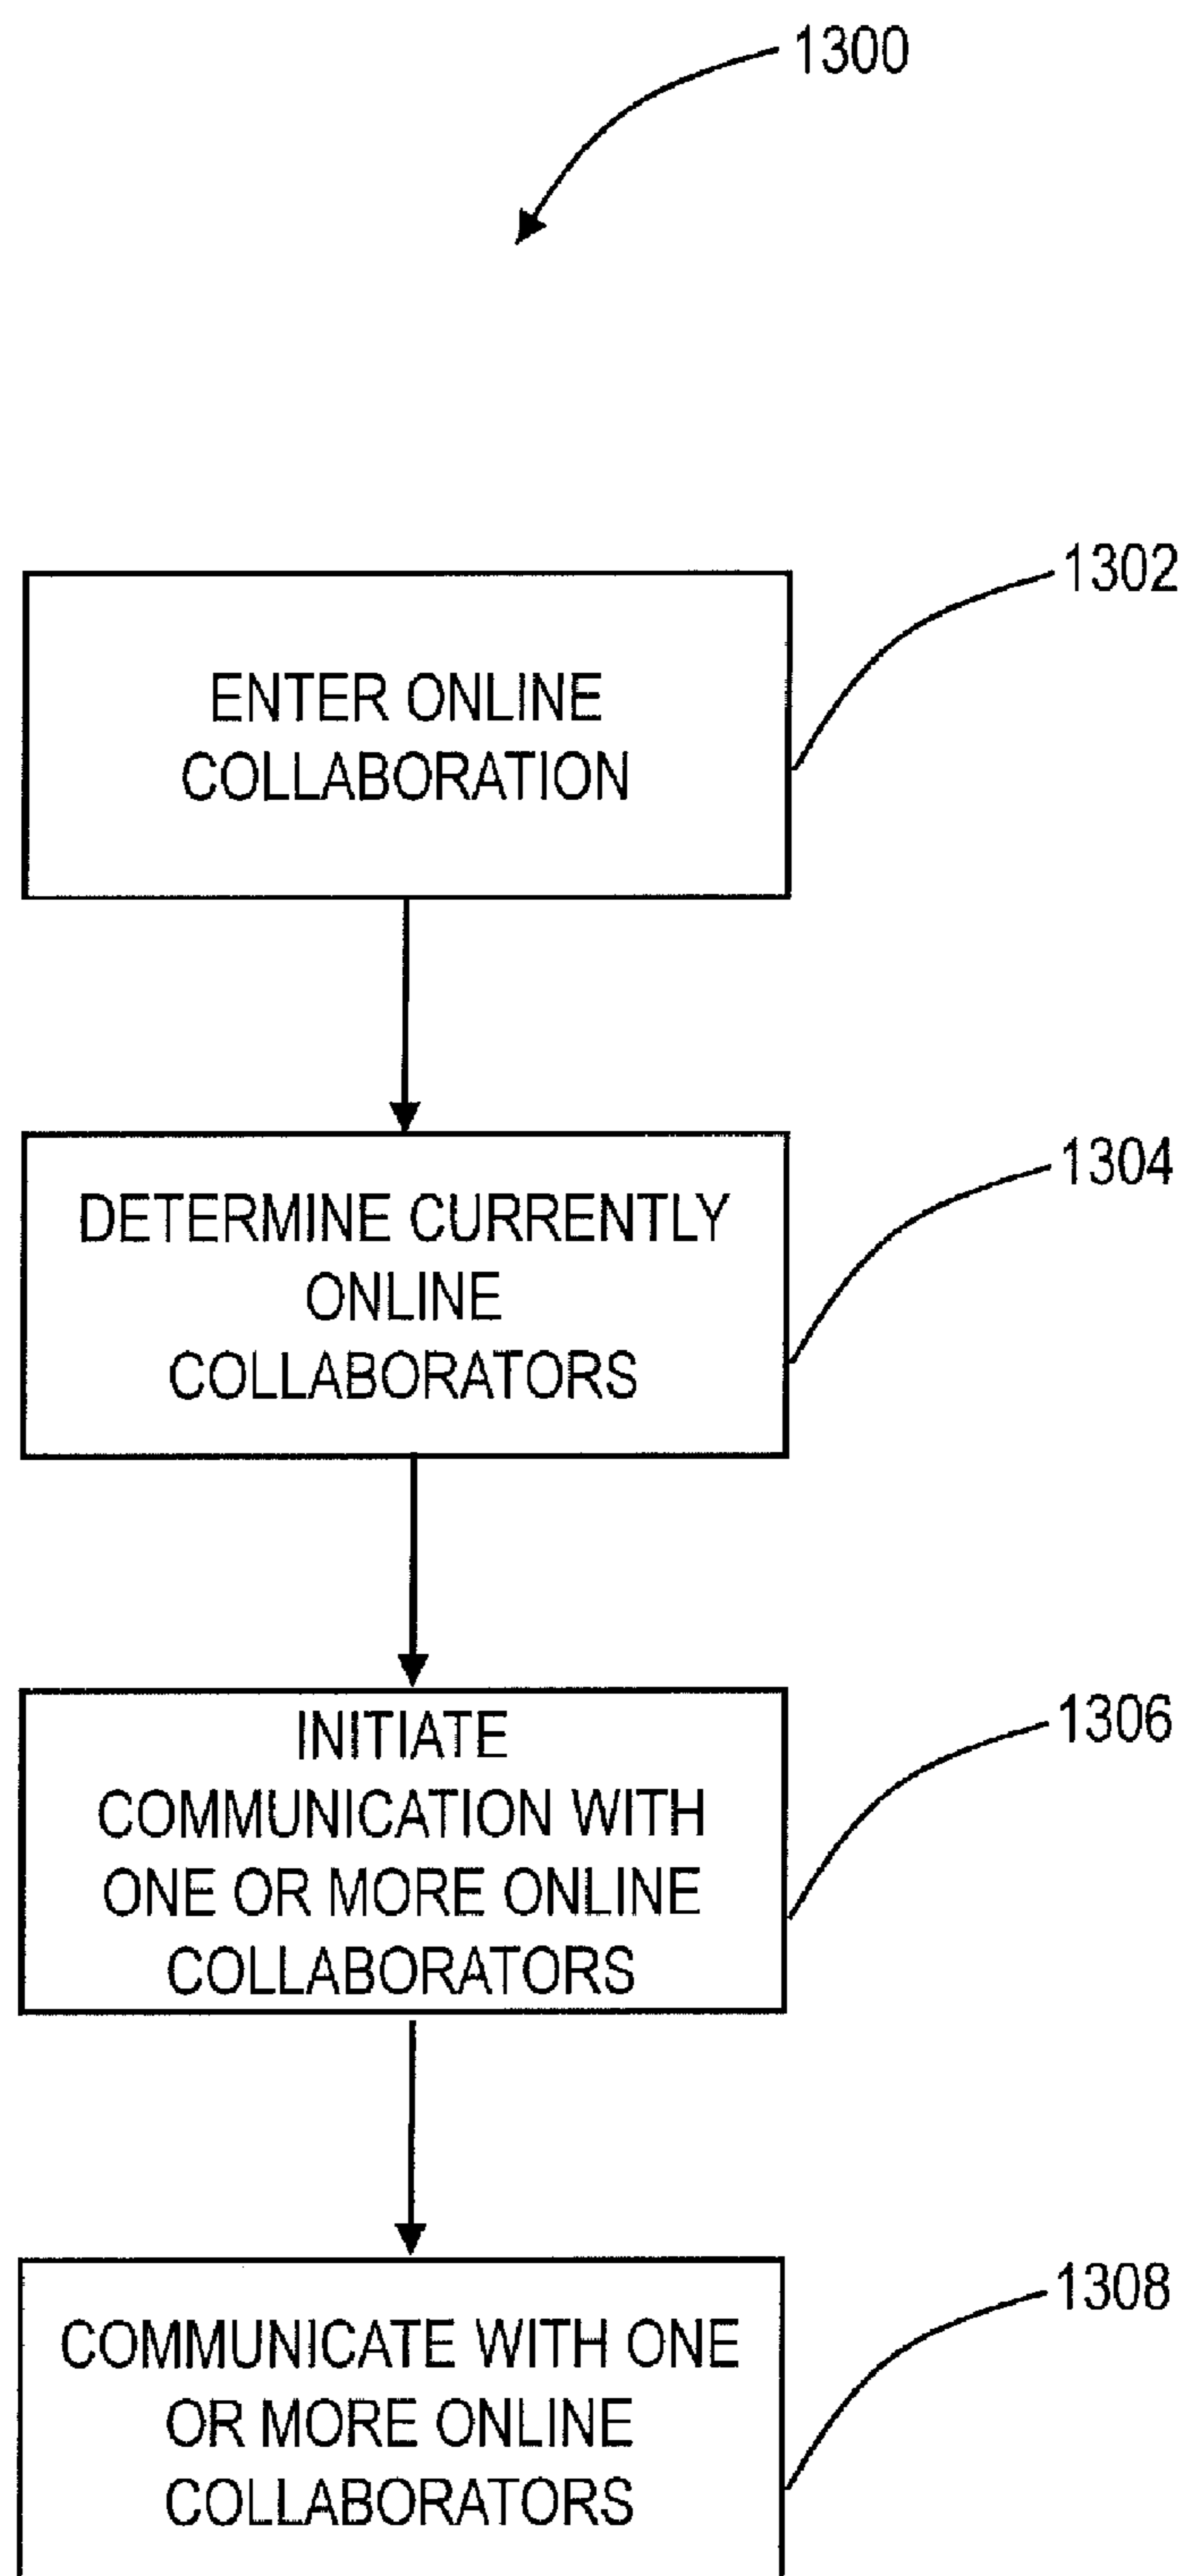 1300
1302
ENTER ONLINE
COLLABORATION
1304
DETERMINE CURRENTLY
ONLINE
COLLABORATORS
1306
INITIATE
COMMUNICATION WITH
ONE OR MORE ONLINE
COLLABORATORS
1308
COMMUNICATE WITH ONE
OR MORE ONLINE
COLLABORATORS